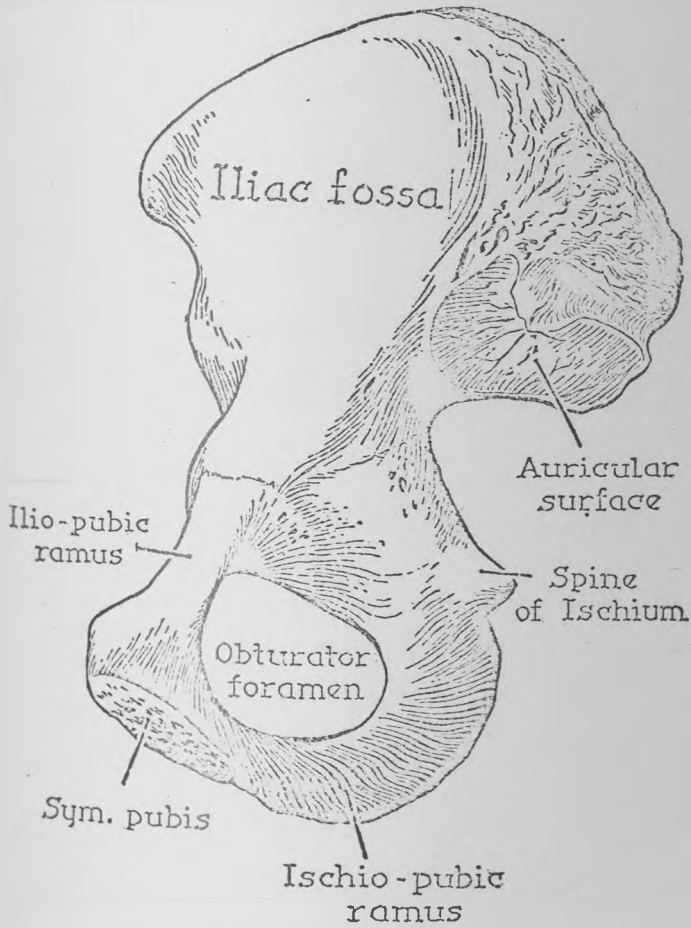 Iliac fossa
Auricular
surface
Ilio-pubic
ramus
Spine
of Ischium
Obturator
foramen
Sym. pubis
Ischio-pubic
ramus